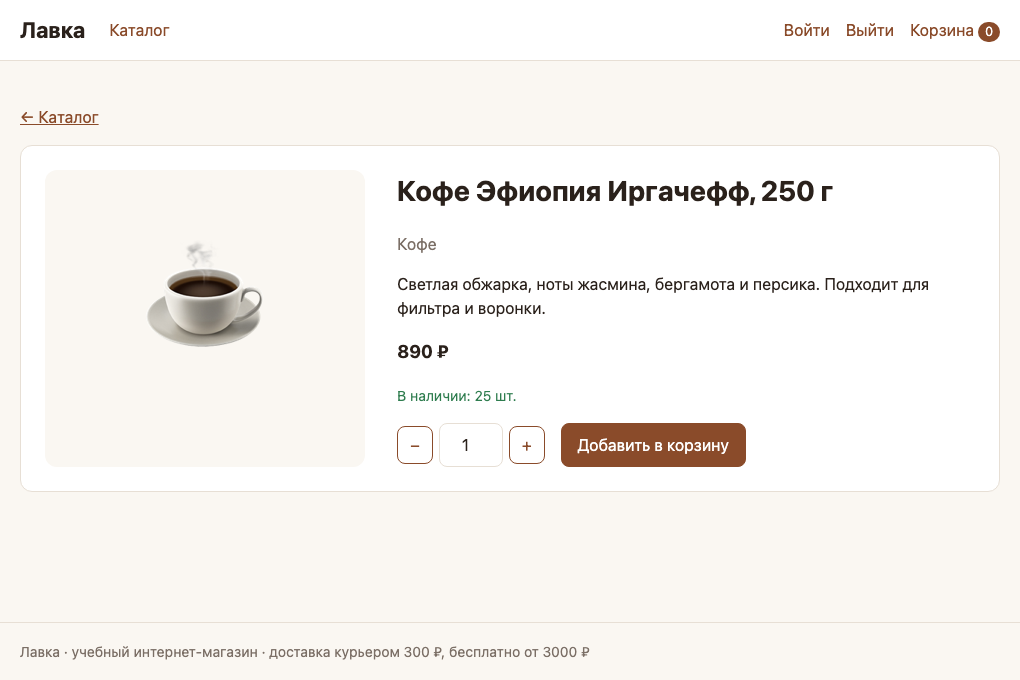 Лавка Каталог Войти Выйти Корзина 0
← Каталог
Кофе Эфиопия Иргачефф, 250 г
Кофе
Светлая обжарка, ноты жасмина, бергамота и персика. Подходит для
фильтра и воронки.
890 ₽
В наличии: 25 шт.
− 1 + Добавить в корзину
Лавка · учебный интернет-магазин · доставка курьером 300 ₽, бесплатно от 3000 ₽